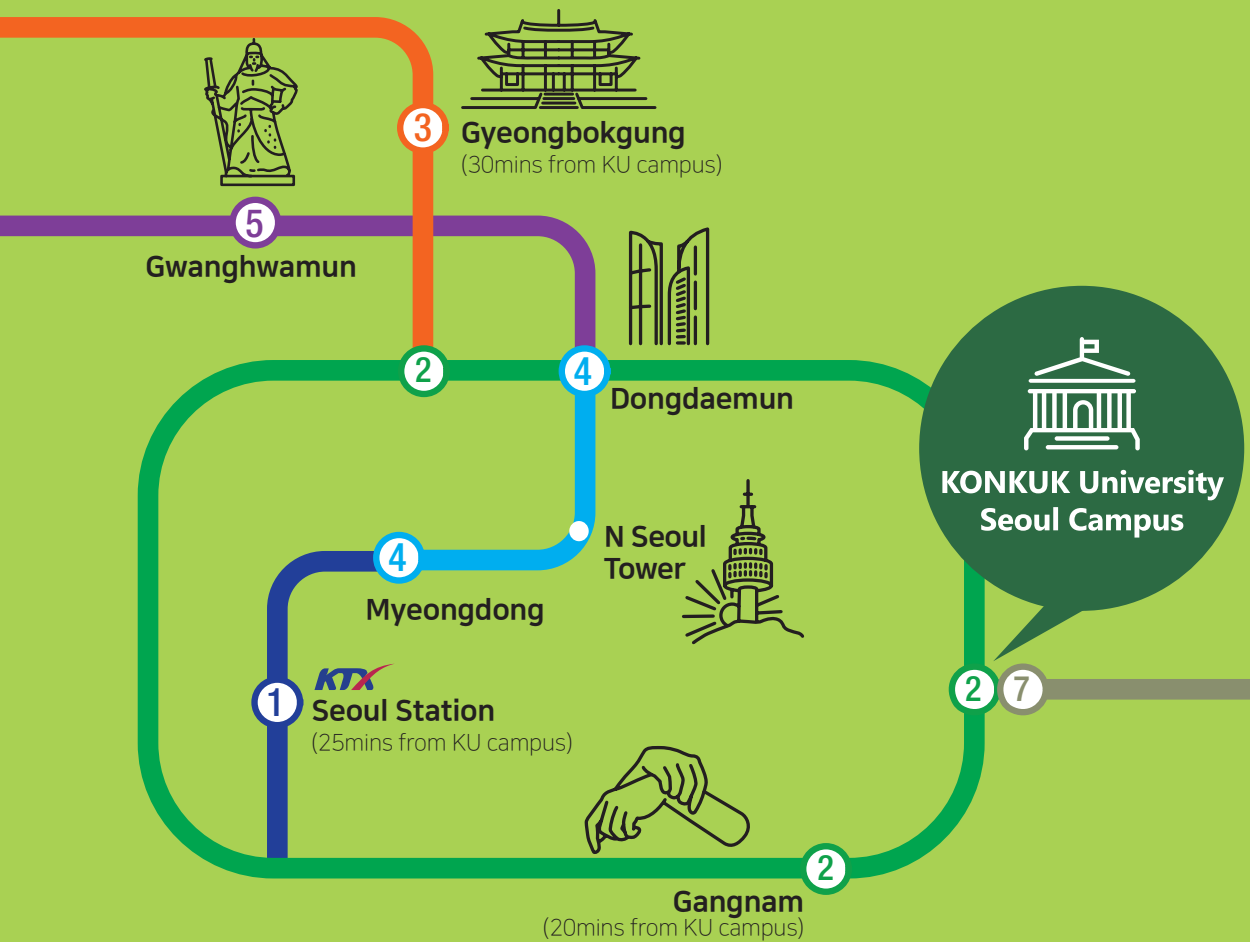 3
Gyeongbokgung
(30mins from KU campus)
5
Gwanghwamun
2
4
Dongdaemun
KONKUK University
Seoul Campus
N Seoul
Tower
4
Myeongdong
KTX
1
Seoul Station
(25mins from KU campus)
2
7
2
Gangnam
(20mins from KU campus)